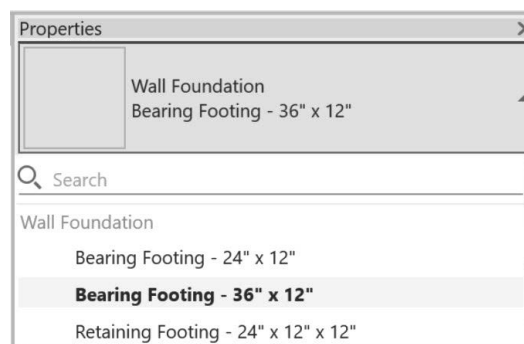 Properties
Wall Foundation
Bearing Footing - 36" x 12"
Search
Wall Foundation
Bearing Footing - 24" x 12"
Bearing Footing - 36" x 12"
Retaining Footing - 24" x 12" x 12"